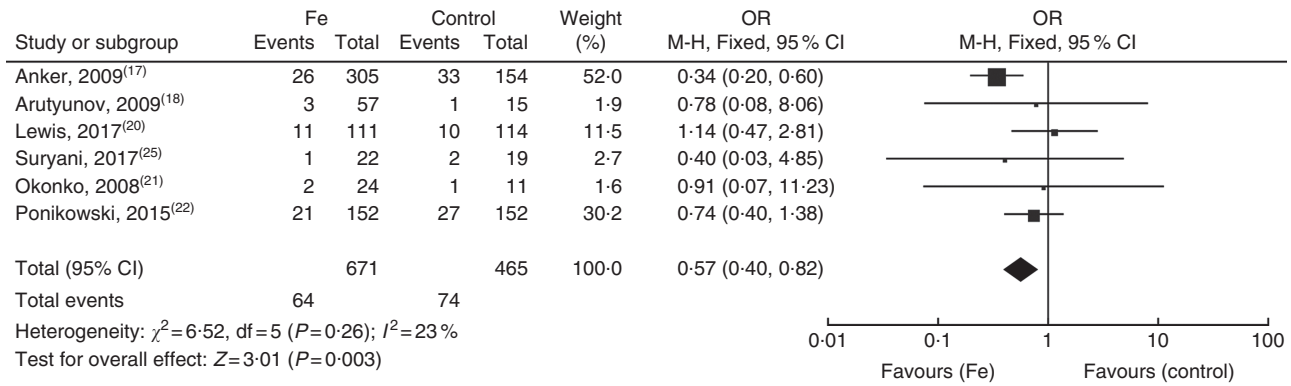 Fe Control Weight OR OR
Study or subgroup Events Total Events Total (%) M-H, Fixed, 95 % CI M-H, Fixed, 95 % CI
Anker, 2009(17) 26 305 33 154 52·0 0·34 (0·20, 0·60)
Arutyunov, 2009(18) 3 57 1 15 1·9 0·78 (0·08, 8·06)
Lewis, 2017(20) 11 111 10 114 11·5 1·14 (0·47, 2·81)
Suryani, 2017(25) 1 22 2 19 2·7 0·40 (0·03, 4·85)
Okonko, 2008(21) 2 24 1 11 1·6 0·91 (0·07, 11·23)
Ponikowski, 2015(22) 21 152 27 152 30·2 0·74 (0·40, 1·38)
Total (95% CI) 671 465 100·0 0·57 (0·40, 0·82)
Total events 64 74
Heterogeneity: χ2=6·52, df=5 (P=0·26); I2=23 %
Test for overall effect: Z=3·01 (P=0·003)
0·01 0·1 1 10 100
Favours (Fe) Favours (control)